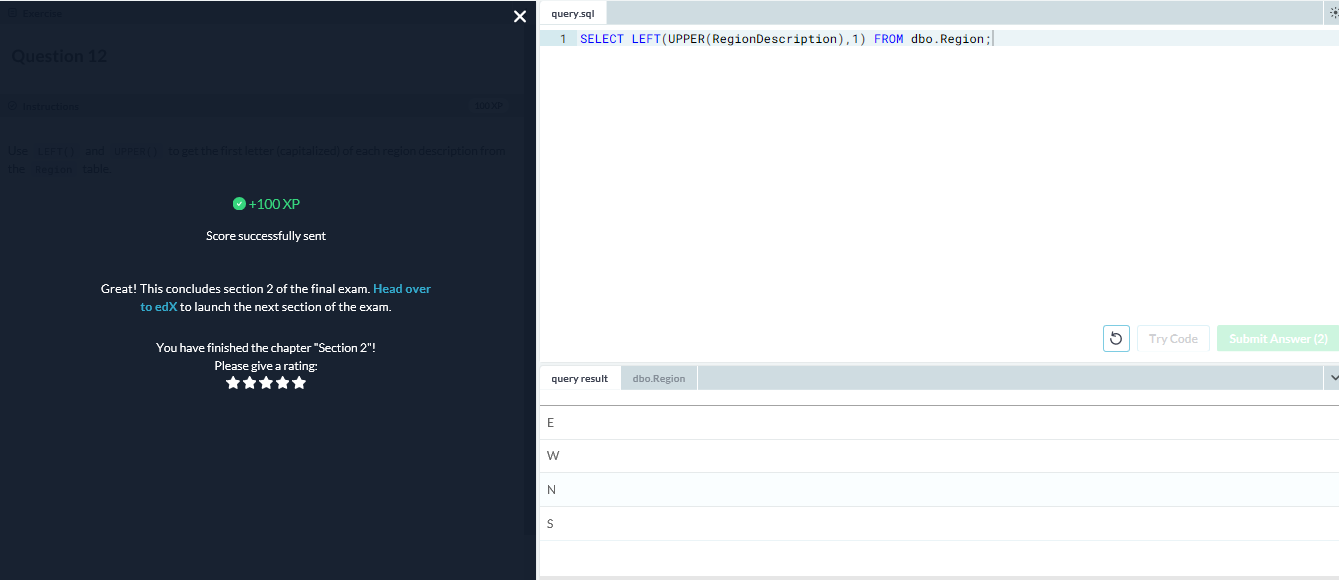 Exercise
Question 12
Instructions
100 XP
Use LEFT() and UPPER() to get the first letter (capitalized) of each region description from
the Region table.
+100 XP
Score successfully sent
Great! This concludes section 2 of the final exam. Head over
to edX to launch the next section of the exam.
You have finished the chapter "Section 2"!
Please give a rating:
query.sql
1 SELECT LEFT(UPPER(RegionDescription),1) FROM dbo.Region;
Try Code
Submit Answer (2)
query result
dbo.Region
E
W
N
S